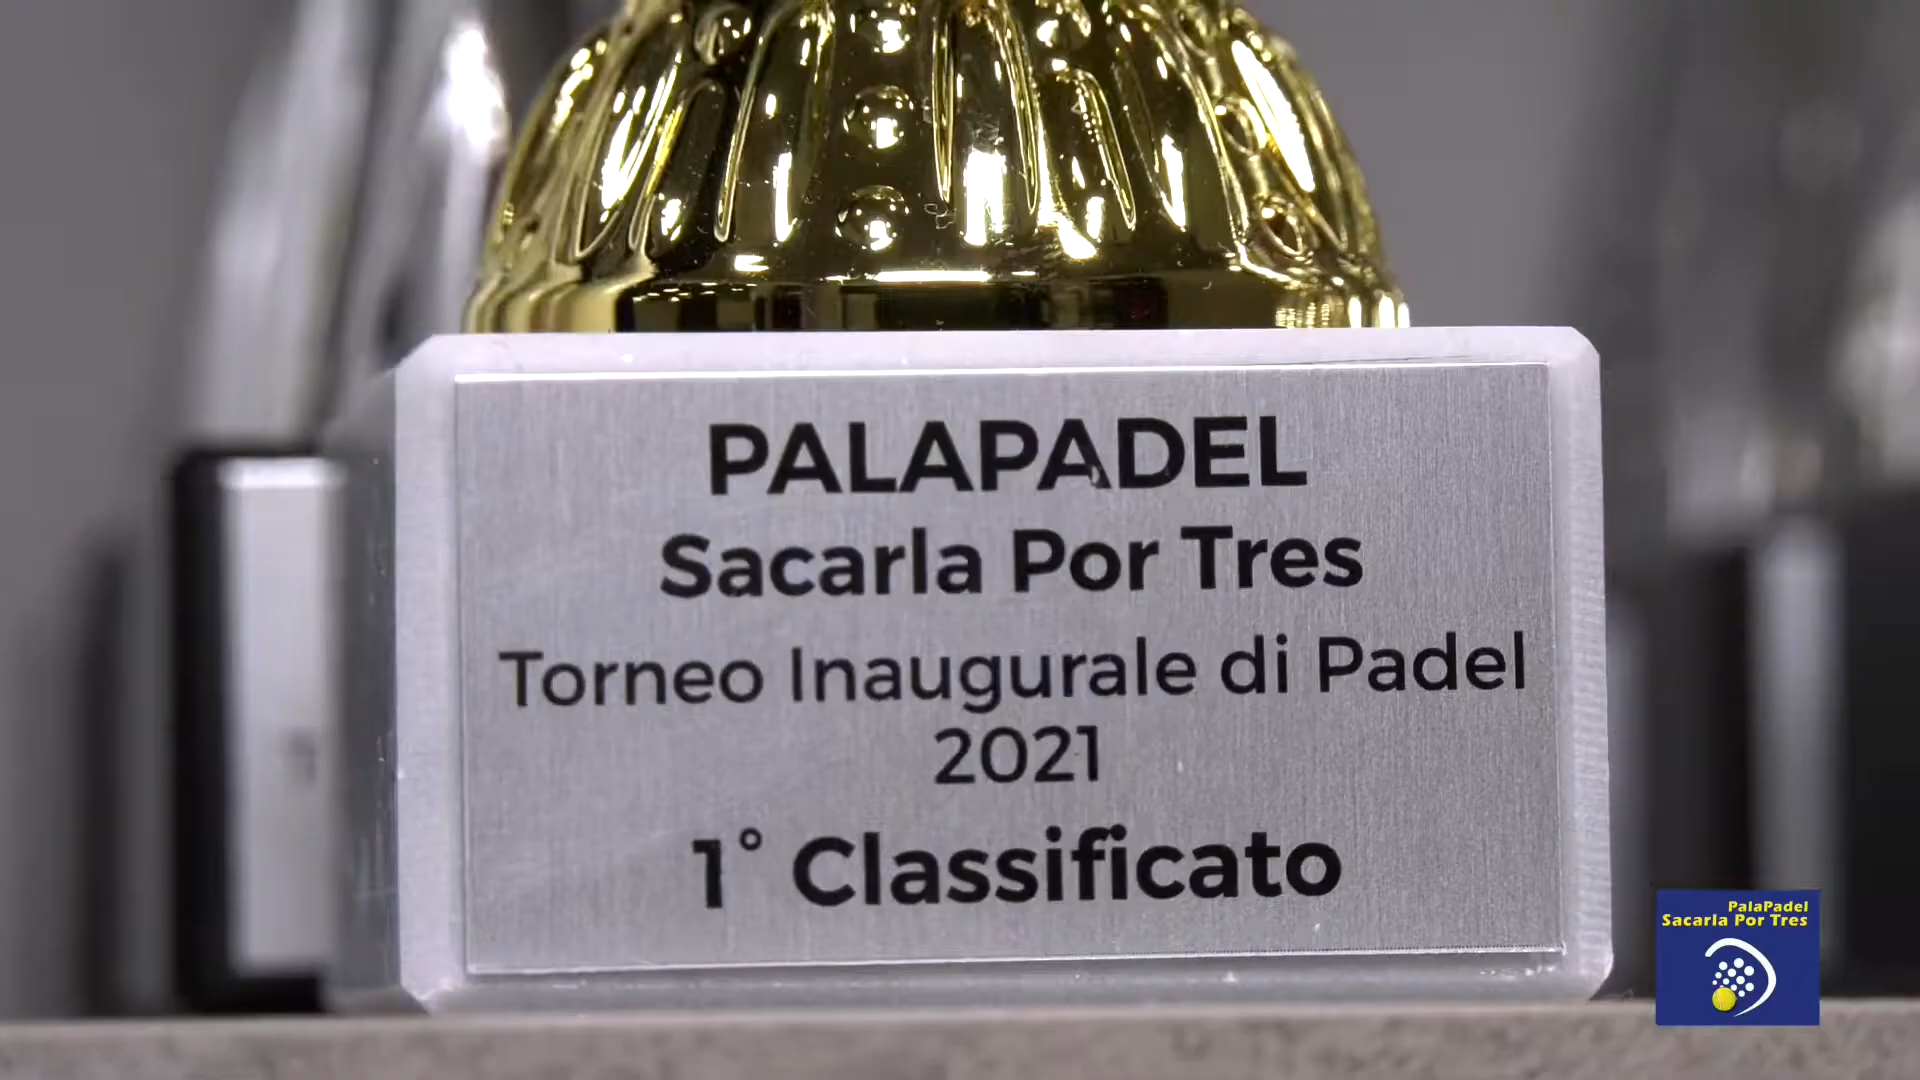 PALAPADEL
Sacarla Por Tres
Torneo Inaugurale di Padel
2021
1° Classificato
PalaPadel
Sacarla Por Tres